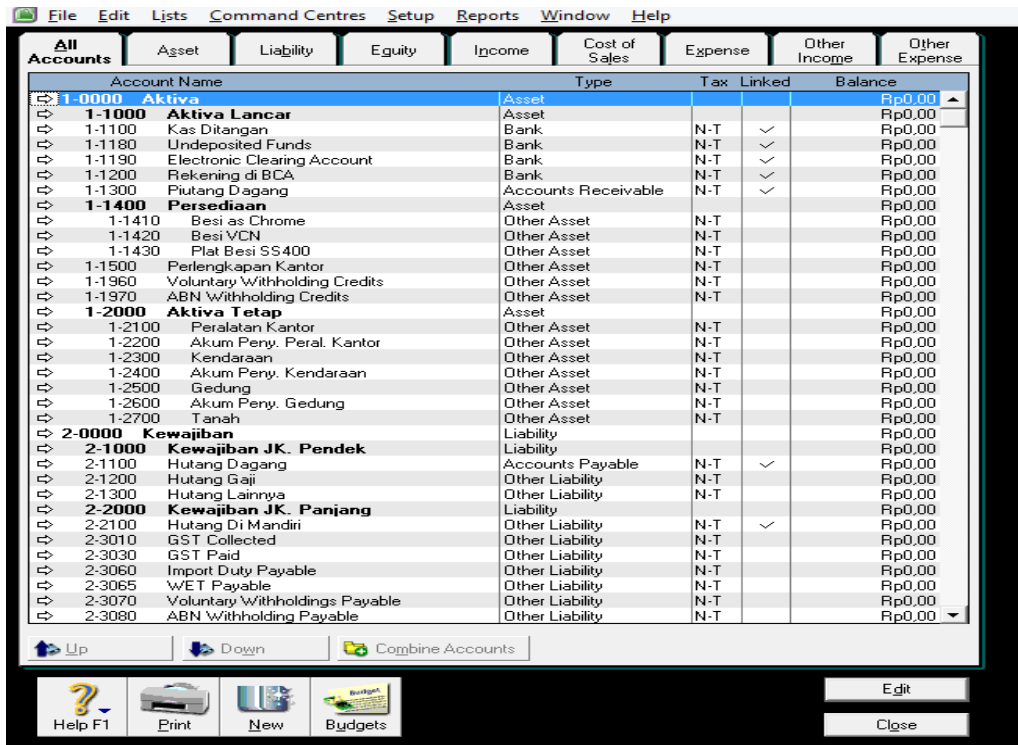 File Edit Lists Command Centres Setup Reports Window Help
All Accounts Asset Liability Equity Income Cost of Sales Expense Other Income Other Expense
Account Name Type Tax Linked Balance
1-0000 Aktiva Asset Rp0,00
1-1000 Aktiva Lancar Asset Rp0,00
1-1100 Kas Ditangan Bank N-T Rp0,00
1-1180 Undeposited Funds Bank N-T Rp0,00
1-1190 Electronic Clearing Account Bank N-T Rp0,00
1-1200 Rekening di BCA Bank N-T Rp0,00
1-1300 Piutang Dagang Accounts Receivable N-T Rp0,00
1-1400 Persediaan Asset Rp0,00
1-1410 Besi as Chrome Other Asset N-T Rp0,00
1-1420 Besi VCN Other Asset N-T Rp0,00
1-1430 Plat Besi SS400 Other Asset N-T Rp0,00
1-1500 Perlengkapan Kantor Other Asset N-T Rp0,00
1-1960 Voluntary Withholding Credits Other Asset N-T Rp0,00
1-1970 ABN Withholding Credits Other Asset N-T Rp0,00
1-2000 Aktiva Tetap Asset Rp0,00
1-2100 Peralatan Kantor Other Asset N-T Rp0,00
1-2200 Akum Peny. Peral. Kantor Other Asset N-T Rp0,00
1-2300 Kendaraan Other Asset N-T Rp0,00
1-2400 Akum Peny. Kendaraan Other Asset N-T Rp0,00
1-2500 Gedung Other Asset N-T Rp0,00
1-2600 Akum Peny. Gedung Other Asset N-T Rp0,00
1-2700 Tanah Other Asset N-T Rp0,00
2-0000 Kewajiban Liability Rp0,00
2-1000 Kewajiban JK. Pendek Liability Rp0,00
2-1100 Hutang Dagang Accounts Payable N-T Rp0,00
2-1200 Hutang Gaji Other Liability N-T Rp0,00
2-1300 Hutang Lainnya Other Liability N-T Rp0,00
2-2000 Kewajiban JK. Panjang Liability Rp0,00
2-2100 Hutang Di Mandiri Other Liability N-T Rp0,00
2-3010 GST Collected Other Liability N-T Rp0,00
2-3030 GST Paid Other Liability N-T Rp0,00
2-3060 Import Duty Payable Other Liability N-T Rp0,00
2-3065 WET Payable Other Liability N-T Rp0,00
2-3070 Voluntary Withholdings Payable Other Liability N-T Rp0,00
2-3080 ABN Withholding Payable Other Liability N-T Rp0,00
Up Down Combine Accounts
Budget
Edit
Help F1 Print New Budgets
Close